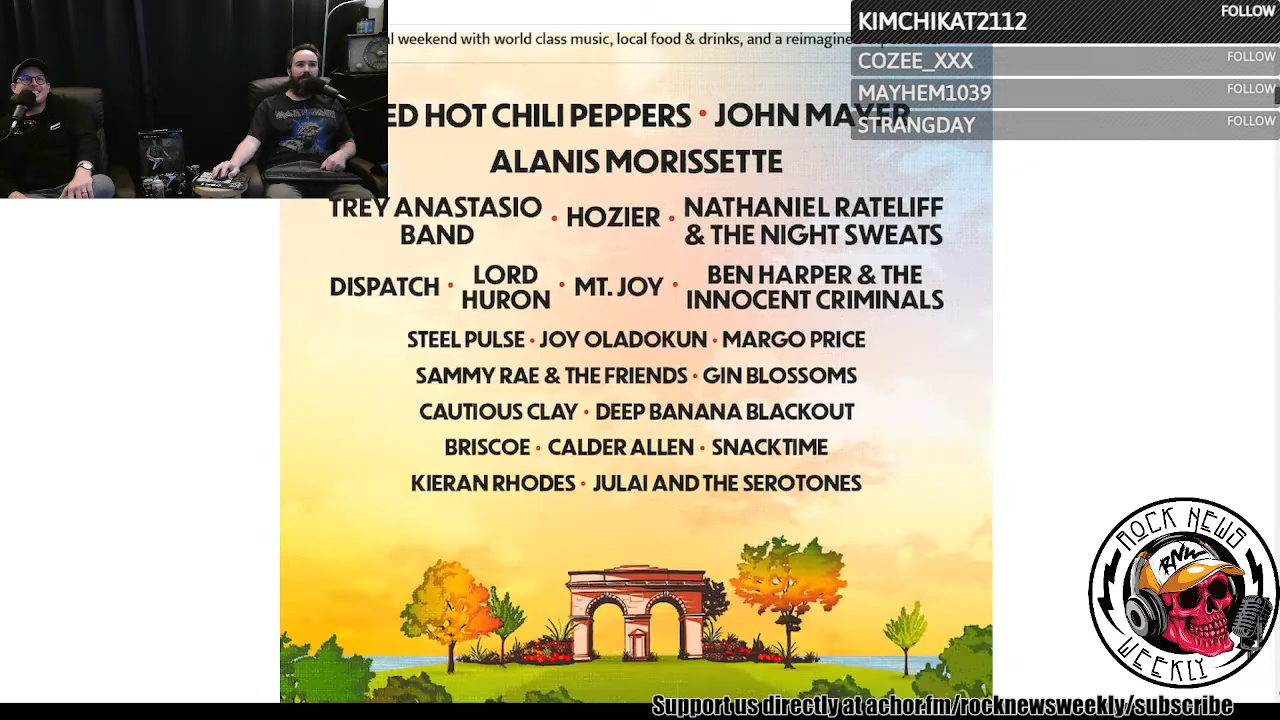 KIMCHIKAT2112 FOLLOW
COZEE_XXX FOLLOW
MAYHEM1039 FOLLOW
STRANGDAY FOLLOW
l weekend with world class music, local food & drinks, and a
ED HOT CHILI PEPPERS • JOHN MAYER
ALANIS MORISSETTE
TREY ANASTASIO BAND • HOZIER • NATHANIEL RATELIFF & THE NIGHT SWEATS
DISPATCH • LORD HURON • MT. JOY • BEN HARPER & THE INNOCENT CRIMINALS
STEEL PULSE • JOY OLADOKUN • MARGO PRICE
SAMMY RAE & THE FRIENDS • GIN BLOSSOMS
CAUTIOUS CLAY • DEEP BANANA BLACKOUT
BRISCOE • CALDER ALLEN • SNACKTIME
KIERAN RHODES • JULAI AND THE SEROTONES
ROCK NEWS
RNW
WEEKLY
Support us directly at achor.fm/rocknewsweekly/subscribe